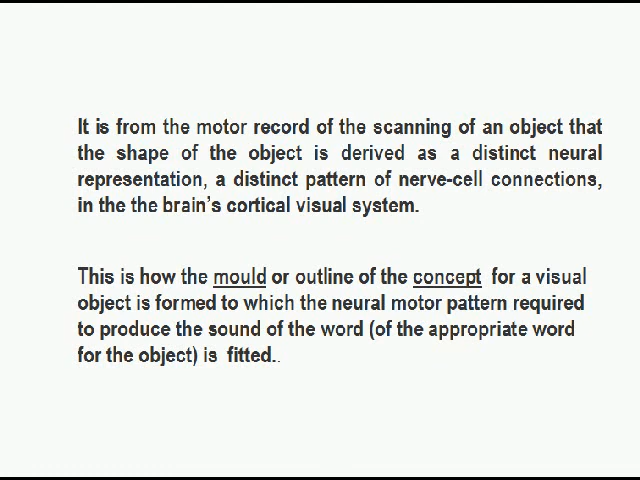 It is from the motor record of the scanning of an object that
the shape of the object is derived as a distinct neural
representation, a distinct pattern of nerve-cell connections,
in the the brain's cortical visual system.
This is how the mould or outline of the concept for a visual
object is formed to which the neural motor pattern required
to produce the sound of the word (of the appropriate word
for the object) is fitted..